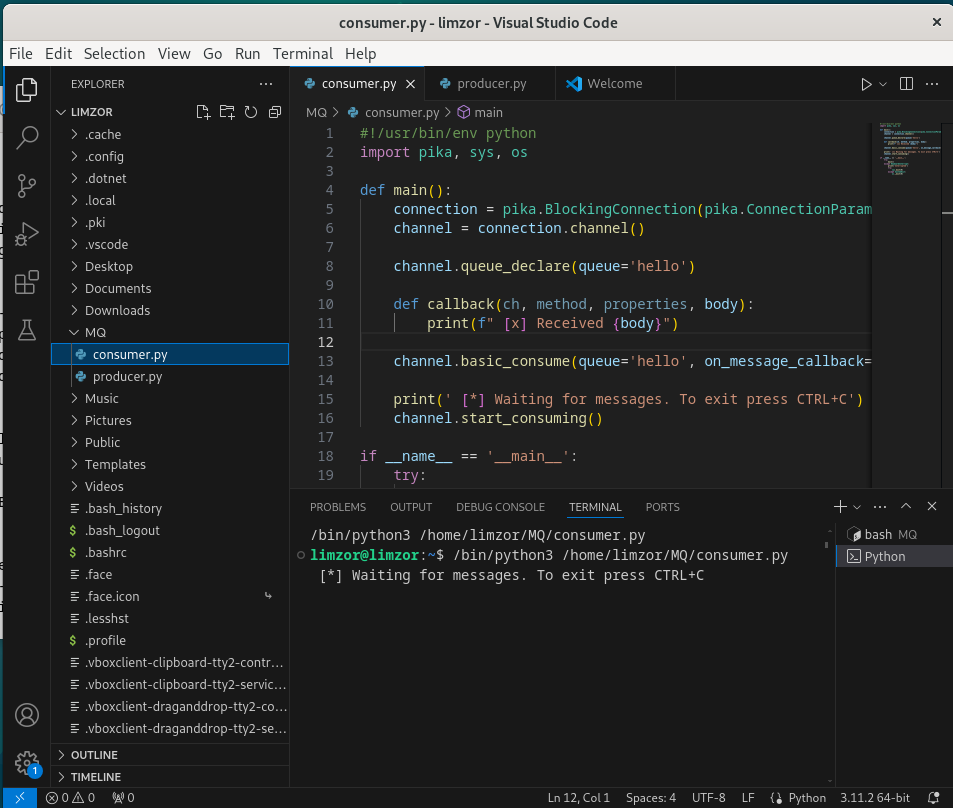 consumer.py - limzor - Visual Studio Code
File Edit Selection View Go Run Terminal Help
EXPLORER
LIMZOR
.cache
.config
.dotnet
.local
.pki
.vscode
Desktop
Documents
Downloads
MQ
consumer.py
producer.py
Music
Pictures
Public
Templates
Videos
.bash_history
$ .bash_logout
$ .bashrc
.face
.face.icon
.lesshst
$ .profile
.vboxclient-clipboard-tty2-contr...
.vboxclient-clipboard-tty2-servic...
.vboxclient-draganddrop-tty2-co...
.vboxclient-draganddrop-tty2-se...
OUTLINE
TIMELINE
1
consumer.py producer.py Welcome
MQ > consumer.py > main
1 #!/usr/bin/env python
2 import pika, sys, os
3
4 def main():
5     connection = pika.BlockingConnection(pika.ConnectionParam
6     channel = connection.channel()
7
8     channel.queue_declare(queue='hello')
9
10     def callback(ch, method, properties, body):
11         print(f" [x] Received {body}")
12
13     channel.basic_consume(queue='hello', on_message_callback=
14
15     print(' [*] Waiting for messages. To exit press CTRL+C')
16     channel.start_consuming()
17
18 if __name__ == '__main__':
19     try:
PROBLEMS OUTPUT DEBUG CONSOLE TERMINAL PORTS
/bin/python3 /home/limzor/MQ/consumer.py
limzor@limzor:~$ /bin/python3 /home/limzor/MQ/consumer.py
[*] Waiting for messages. To exit press CTRL+C
bash MQ
Python
0 0 0 Ln 12, Col 1 Spaces: 4 UTF-8 LF Python 3.11.2 64-bit